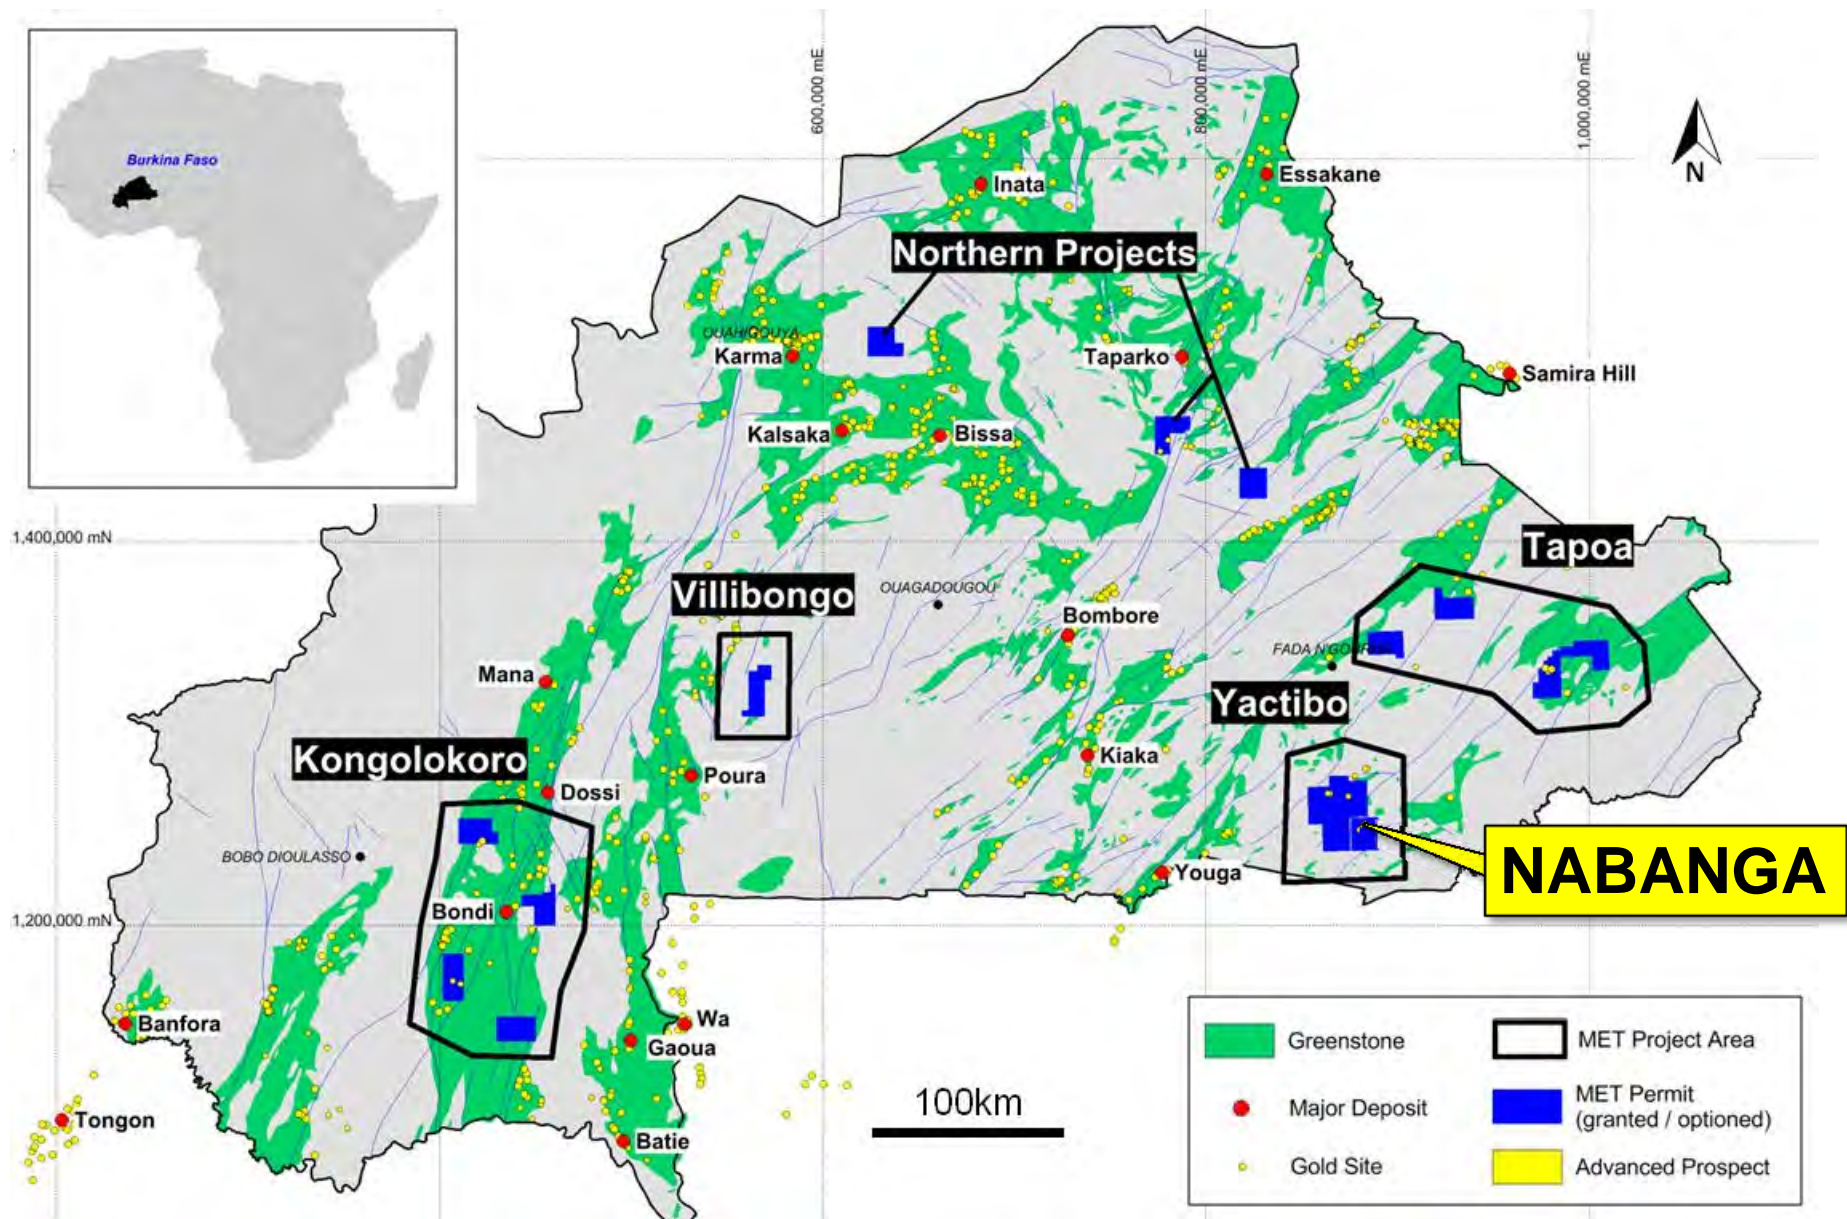 Burkina Faso
600,000 mE
800,000 mE
1,000,000 mE
N
Inata
Essakane
Northern Projects
OUAHIGOUYA
Karma
Taparko
Samira Hill
Kalsaka
Bissa
1,400,000 mN
Tapoa
Villibongo
OUAGADOUGOU
Bombore
FADA N'GOURMA
Mana
Yactibo
Kongolokoro
Poura
Kiaka
Dossi
BOBO DIOULASSO
Youga
NABANGA
Bondi
1,200,000 mN
Banfora
Wa
Gaoua
Tongon
Batie
100km
Greenstone
MET Project Area
Major Deposit
MET Permit
(granted / optioned)
Gold Site
Advanced Prospect